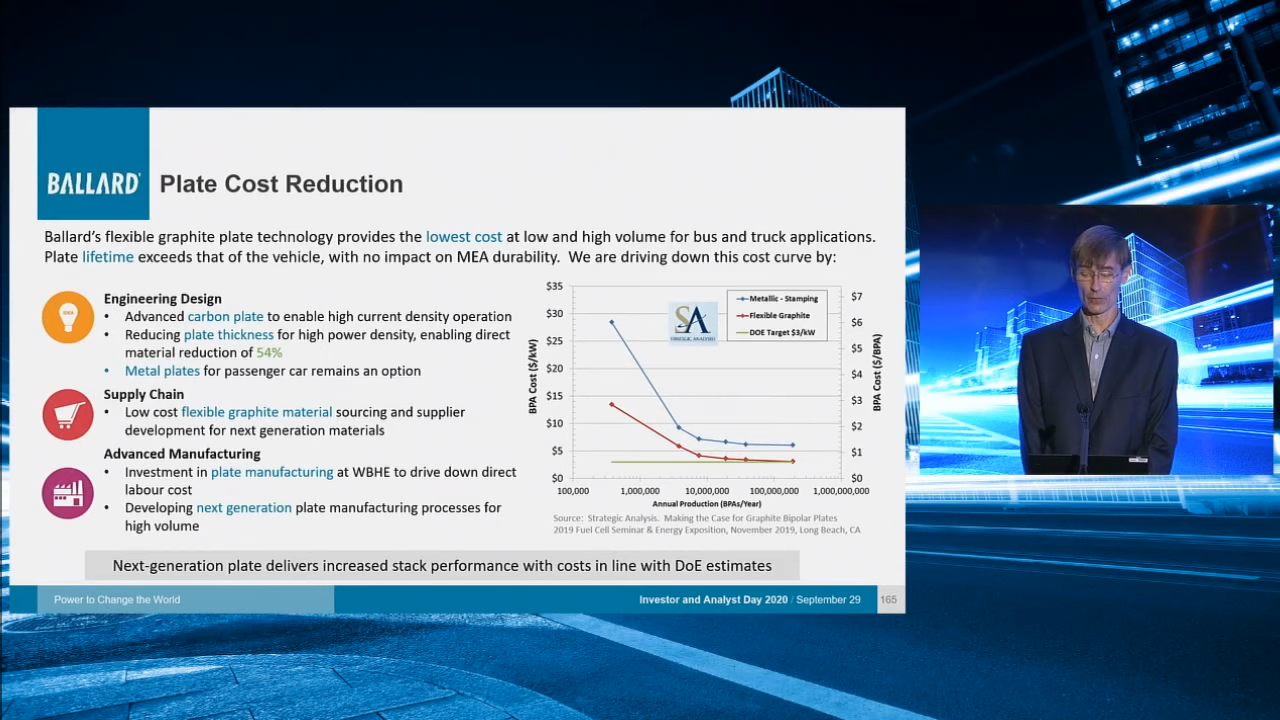 BALLARD
Plate Cost Reduction
Ballard's flexible graphite plate technology provides the lowest cost at low and high volume for bus and truck applications.
Plate lifetime exceeds that of the vehicle, with no impact on MEA durability. We are driving down this cost curve by:
Engineering Design
• Advanced carbon plate to enable high current density operation
• Reducing plate thickness for high power density, enabling direct
material reduction of 54%
• Metal plates for passenger car remains an option
Supply Chain
• Low cost flexible graphite material sourcing and supplier
development for next generation materials
Advanced Manufacturing
• Investment in plate manufacturing at WBHE to drive down direct
labour cost
• Developing next generation plate manufacturing processes for
high volume
BPA Cost ($/kW)
$35
$30
$25
$20
$15
$10
$5
$0
SA
STRATEGIC ANALYSIS
Metallic - Stamping
Flexible Graphite
DOE Target $3/kW
$7
$6
$5
$4
$3
$2
$1
$0
BPA Cost ($/BPA)
100,000 1,000,000 10,000,000 100,000,000 1,000,000,000
Annual Production (BPAs/Year)
Source: Strategic Analysis. Making the Case for Graphite Bipolar Plates
2019 Fuel Cell Seminar & Energy Exposition, November 2019, Long Beach, CA
Next-generation plate delivers increased stack performance with costs in line with DoE estimates
Power to Change the World
Investor and Analyst Day 2020 / September 29
165